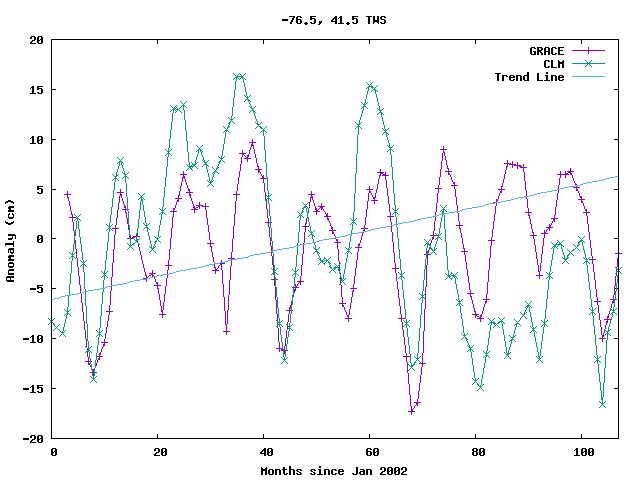 -76.5, 41.5 TWS
20
15
10
5
0
-5
-10
-15
-20
Anomaly (cm)
GRACE
CLM
Trend Line
0 20 40 60 80 100
Months since Jan 2002